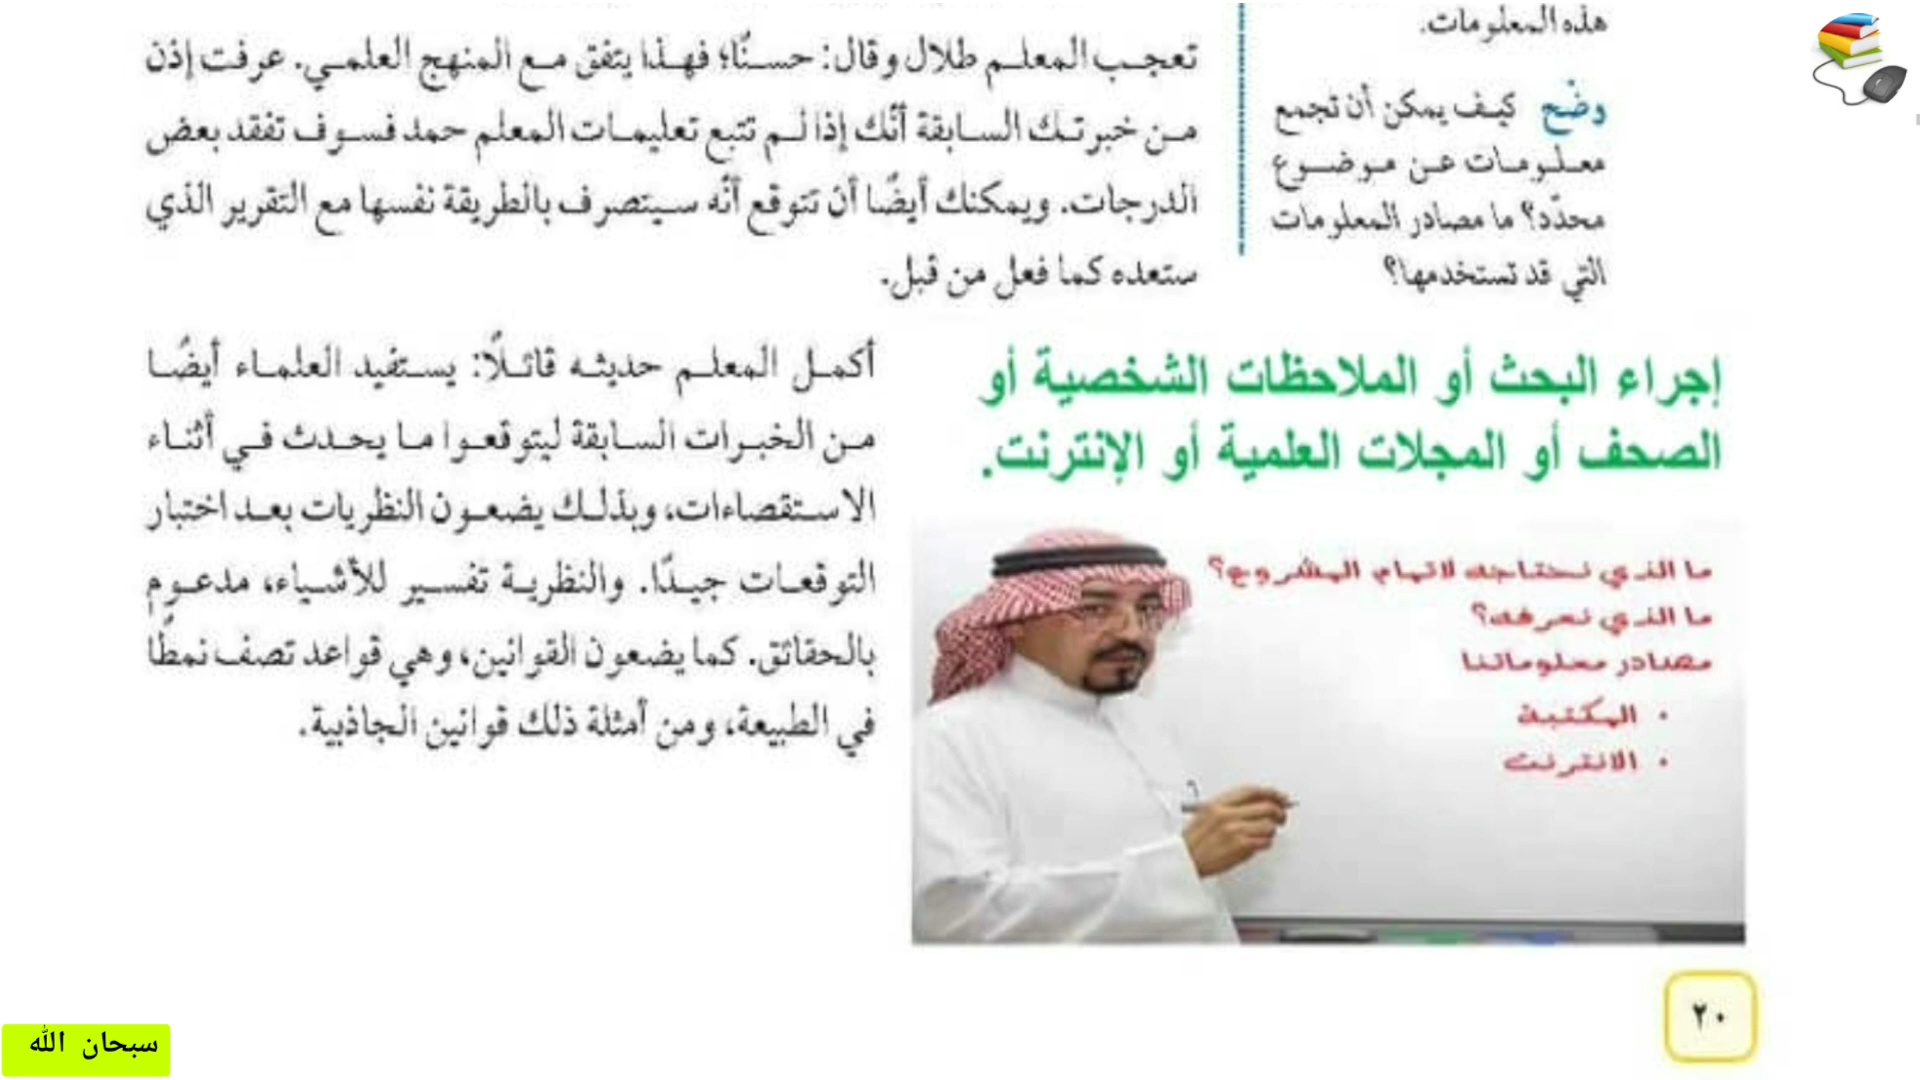 هذه المعلومات.
وضّح كيف يمكن أن تجمع
معلومات عن موضوع
محدّد؟ ما مصادر المعلومات
التي قد تستخدمها؟
تعجب المعلم طلال وقال: حسنًا؛ فهذا يتفق مع المنهج العلمي. عرفت إذن
من خبرتك السابقة أنّك إذا لم تتبع تعليمات المعلم حمد فسوف تفقد بعض
الدرجات. ويمكنك أيضًا أن تتوقع أنّه سيتصرف بالطريقة نفسها مع التقرير الذي
ستعده كما فعل من قبل.
إجراء البحث أو الملاحظات الشخصية أو
الصحف أو المجلات العلمية أو الإنترنت.
أكمل المعلم حديثه قائلًا: يستفيد العلماء أيضًا
من الخبرات السابقة ليتوقعوا ما يحدث في أثناء
الاستقصاءات، وبذلك يضعون النظريات بعد اختبار
التوقعات جيدًا. والنظرية تفسير للأشياء، مدعوم
بالحقائق. كما يضعون القوانين، وهي قواعد تصف نمطًا
في الطبيعة، ومن أمثلة ذلك قوانين الجاذبية.
ما الذي نحتاجه لاتمام المشروع؟
ما الذي نعرفه؟
مصادر معلوماتنا
• المكتبة
• الانترنت
٢٠
سبحان الله